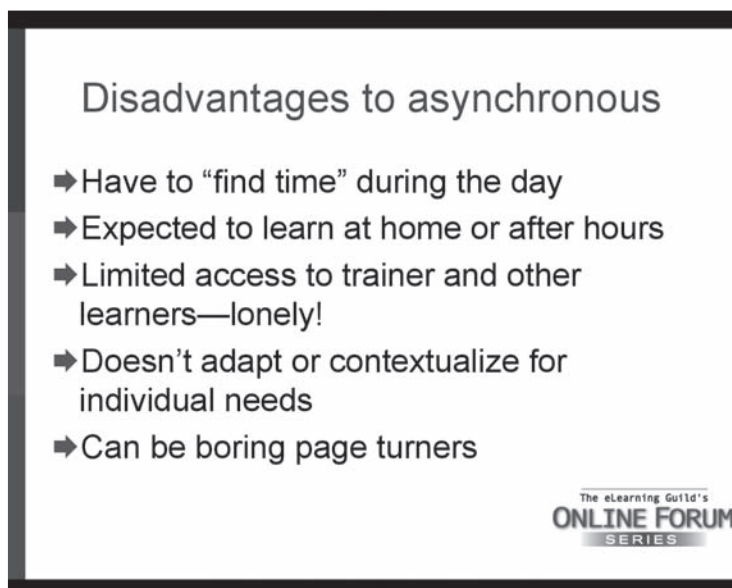 Disadvantages to asynchronous
Have to “find time” during the day
Expected to learn at home or after hours
Limited access to trainer and other
learners—lonely!
Doesn’t adapt or contextualize for
individual needs
Can be boring page turners
The eLearning Guild's
ONLINE FORUM
SERIES